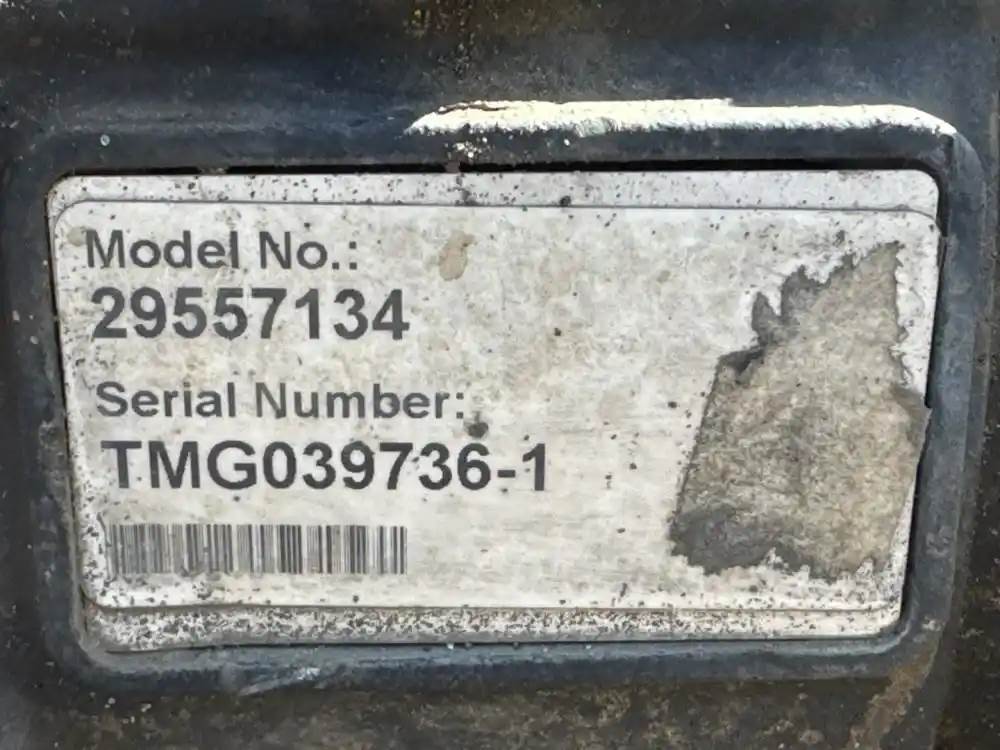 Model No.:
29557134
Serial Number:
TMG039736-1